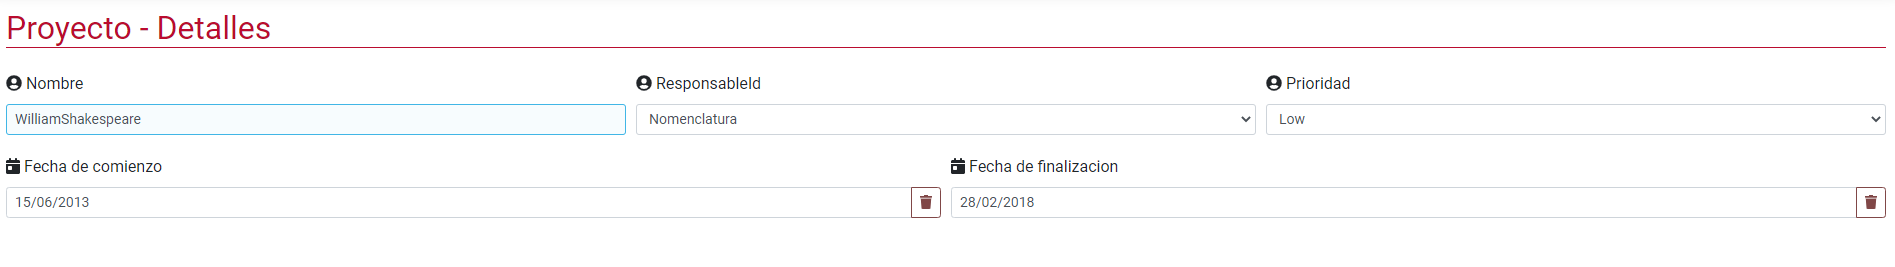 Proyecto - Detalles
Nombre ResponsableId Prioridad
WilliamShakespeare Nomenclatura Low
Fecha de comienzo Fecha de finalizacion
15/06/2013 28/02/2018